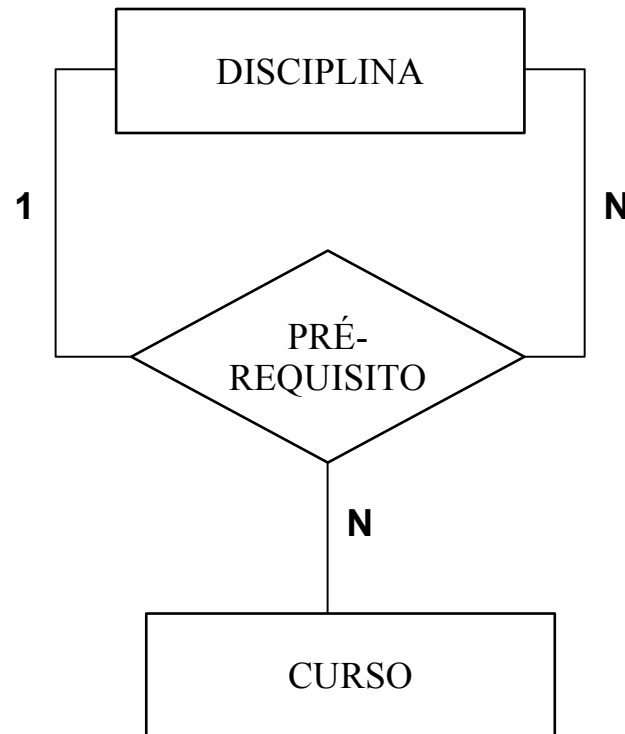 DISCIPLINA
1
N
PRÉ-
REQUISITO
N
CURSO